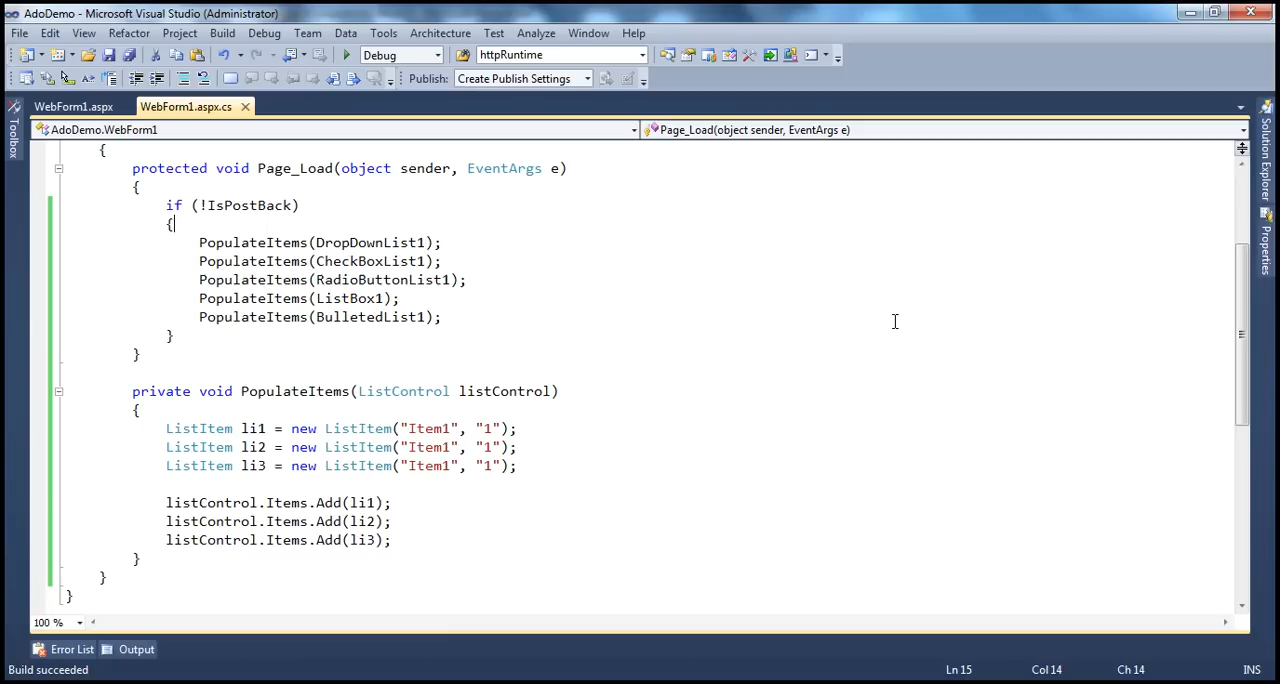 AdoDemo - Microsoft Visual Studio (Administrator)
File Edit View Refactor Project Build Debug Team Data Tools Architecture Test Analyze Window Help
Debug httpRuntime
Publish: Create Publish Settings
WebForm1.aspx WebForm1.aspx.cs
AdoDemo.WebForm1 Page_Load(object sender, EventArgs e)
Toolbox
Solution Explorer
Properties
{
protected void Page_Load(object sender, EventArgs e)
{
if (!IsPostBack)
{
PopulateItems(DropDownList1);
PopulateItems(CheckBoxList1);
PopulateItems(RadioButtonList1);
PopulateItems(ListBox1);
PopulateItems(BulletedList1);
}
}
private void PopulateItems(ListControl listControl)
{
ListItem li1 = new ListItem("Item1", "1");
ListItem li2 = new ListItem("Item1", "1");
ListItem li3 = new ListItem("Item1", "1");
listControl.Items.Add(li1);
listControl.Items.Add(li2);
listControl.Items.Add(li3);
}
}
}
100 %
Error List Output
Build succeeded Ln 15 Col 14 Ch 14 INS